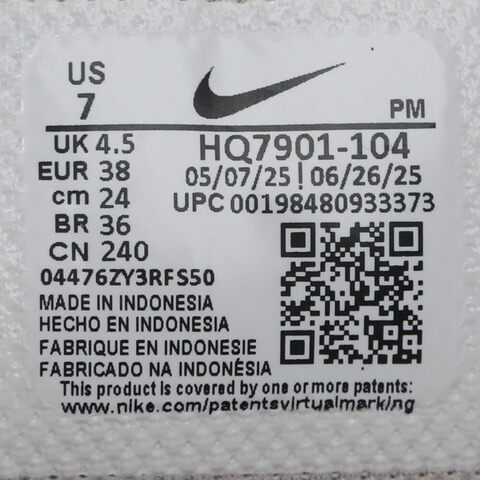 US
7
PM
UK 4.5
EUR 38
cm 24
BR 36
CN 240
HQ7901-104
05/07/25 | 06/26/25
UPC 00198480933373
04476ZY3RFS50
MADE IN INDONESIA
HECHO EN INDONESIA
FABRIQUE EN INDONESIE
FABRICADO NA INDONÉSIA
This product is covered by one or more patents:
www.nike.com/patentsvirtualmarking